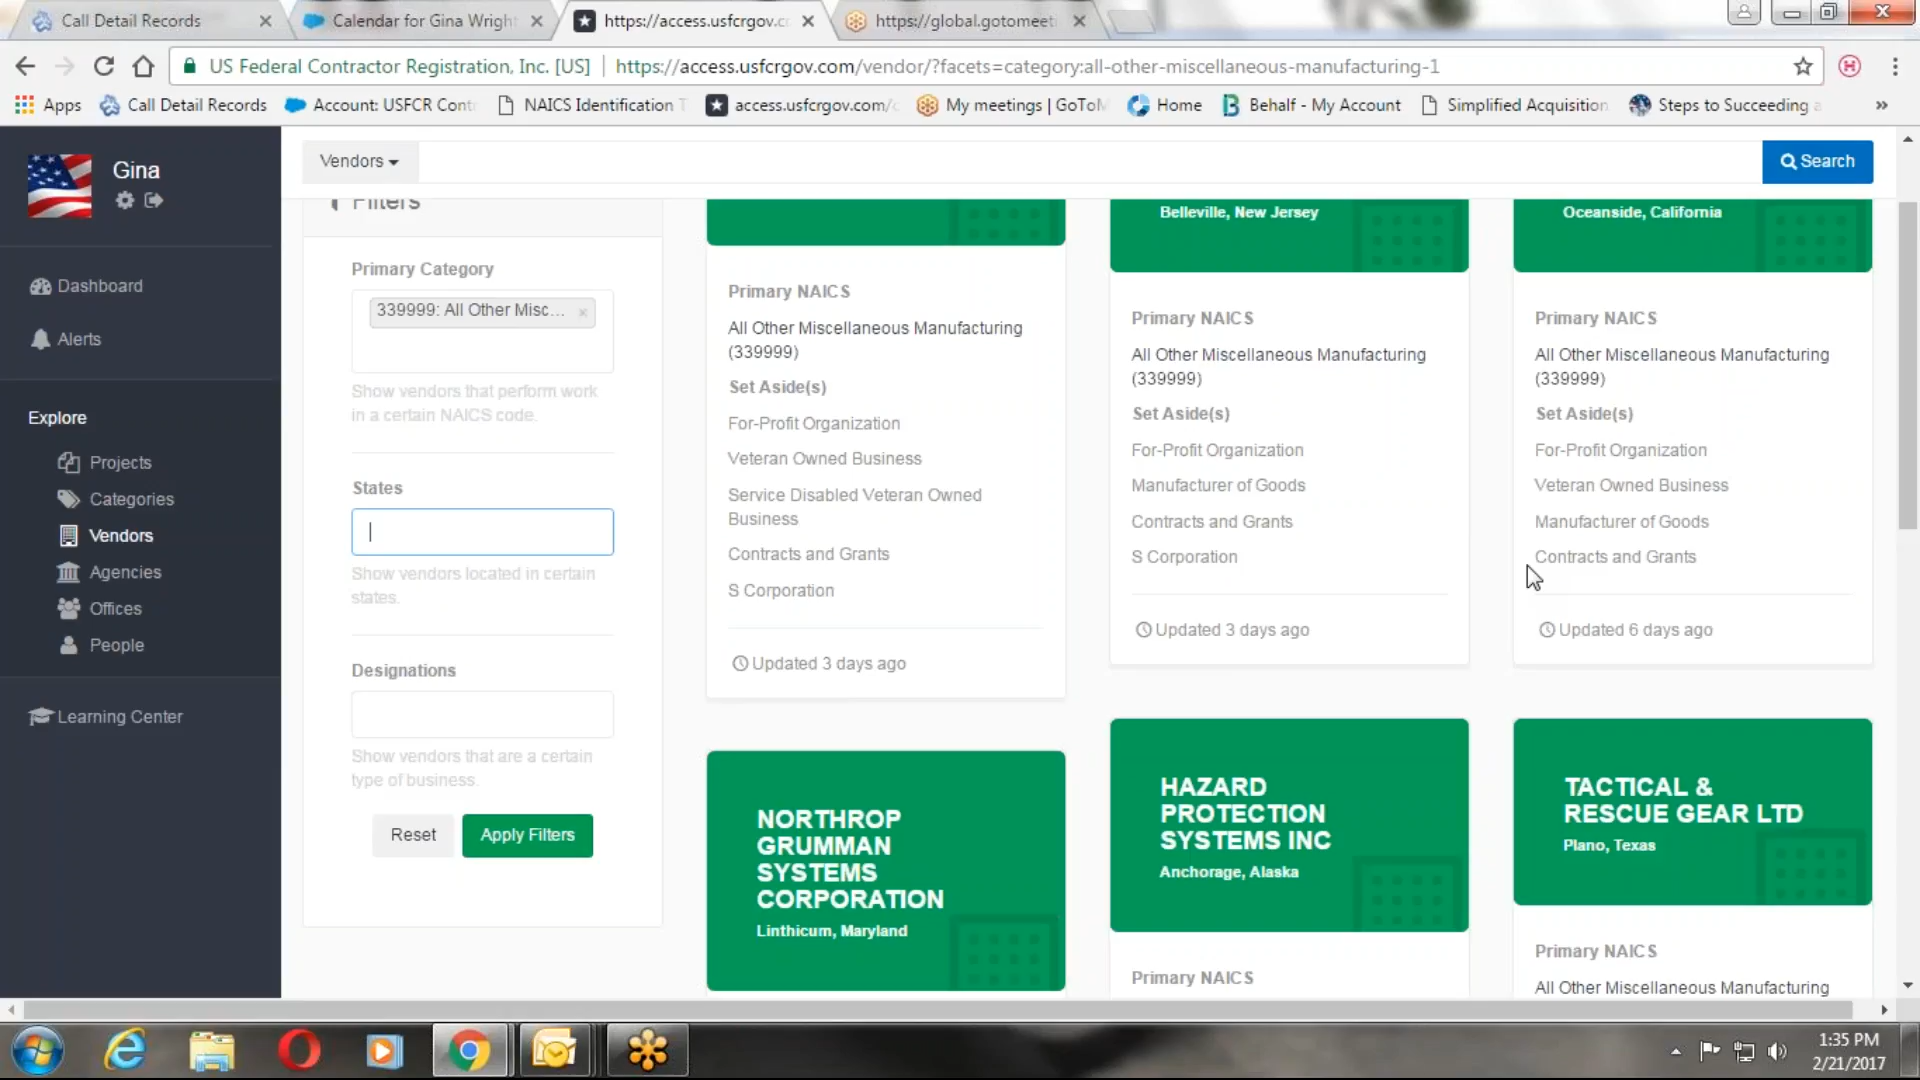 Call Detail Records
Calendar for Gina Wright
https://access.usfcrgov.c
https://global.gotomeeti
US Federal Contractor Registration, Inc. [US]
https://access.usfcrgov.com/vendor/?facets=category:all-other-miscellaneous-manufacturing-1
Apps
Call Detail Records
Account: USFCR Cont
NAICS Identification T
access.usfcrgov.com/c
My meetings | GoToM
Home
Behalf - My Account
Simplified Acquisition
Steps to Succeeding a
»
Gina
Dashboard
Alerts
Explore
Projects
Categories
Vendors
Agencies
Offices
People
Learning Center
Vendors
Search
Filters
Primary Category
339999: All Other Misc... ×
Show vendors that perform work
in a certain NAICS code.
States
Show vendors located in certain
states.
Designations
Show vendors that are a certain
type of business.
Reset
Apply Filters
Primary NAICS
All Other Miscellaneous Manufacturing
(339999)
Set Aside(s)
For-Profit Organization
Veteran Owned Business
Service Disabled Veteran Owned
Business
Contracts and Grants
S Corporation
Updated 3 days ago
Belleville, New Jersey
Primary NAICS
All Other Miscellaneous Manufacturing
(339999)
Set Aside(s)
For-Profit Organization
Manufacturer of Goods
Contracts and Grants
S Corporation
Updated 3 days ago
Oceanside, California
Primary NAICS
All Other Miscellaneous Manufacturing
(339999)
Set Aside(s)
For-Profit Organization
Veteran Owned Business
Manufacturer of Goods
Contracts and Grants
Updated 6 days ago
NORTHROP
GRUMMAN
SYSTEMS
CORPORATION
Linthicum, Maryland
HAZARD
PROTECTION
SYSTEMS INC
Anchorage, Alaska
Primary NAICS
TACTICAL &
RESCUE GEAR LTD
Plano, Texas
Primary NAICS
All Other Miscellaneous Manufacturing
1:35 PM
2/21/2017